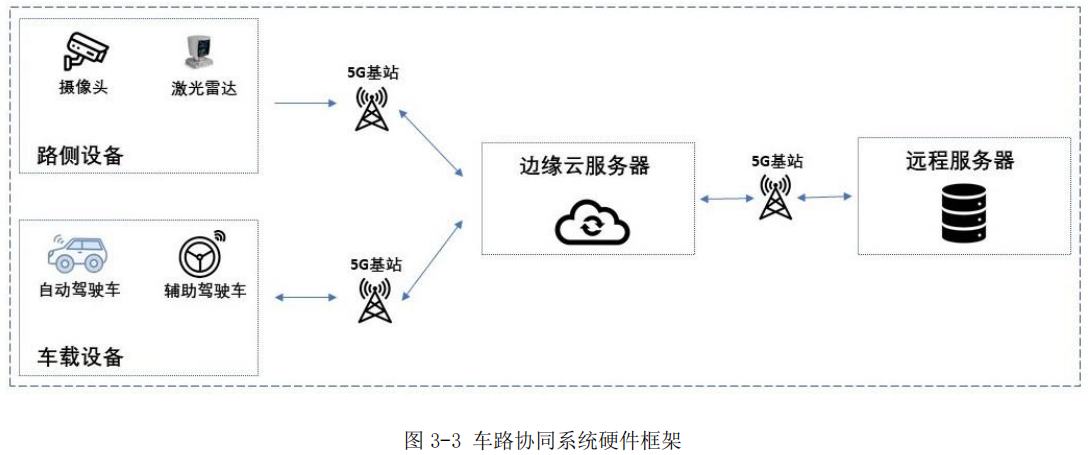 摄像头
激光雷达
路侧设备
5G基站
自动驾驶车
辅助驾驶车
车载设备
5G基站
边缘云服务器
5G基站
远程服务器
图 3-3 车路协同系统硬件框架